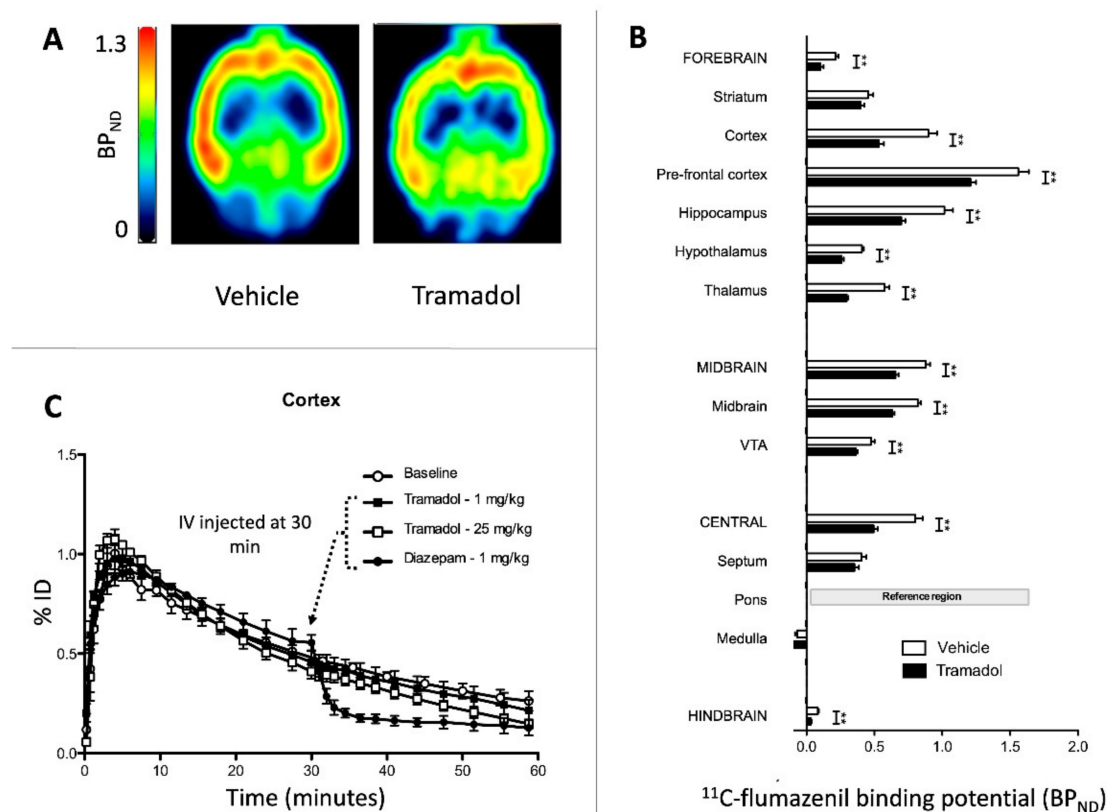 A
1.3
BPND
0
Vehicle
Tramadol
B
FOREBRAIN
**
Striatum
Cortex
**
Pre-frontal cortex
**
Hippocampus
**
Hypothalamus
**
Thalamus
**
MIDBRAIN
**
Midbrain
**
VTA
**
CENTRAL
**
Septum
Pons
Reference region
Medulla
Vehicle
Tramadol
HINDBRAIN
**
0.0 0.5 1.0 1.5 2.0
11C-flumazenil binding potential (BPND)
C
Cortex
1.5
1.0
0.5
0.0
% ID
IV injected at 30
min
Baseline
Tramadol - 1 mg/kg
Tramadol - 25 mg/kg
Diazepam - 1 mg/kg
0 10 20 30 40 50 60
Time (minutes)